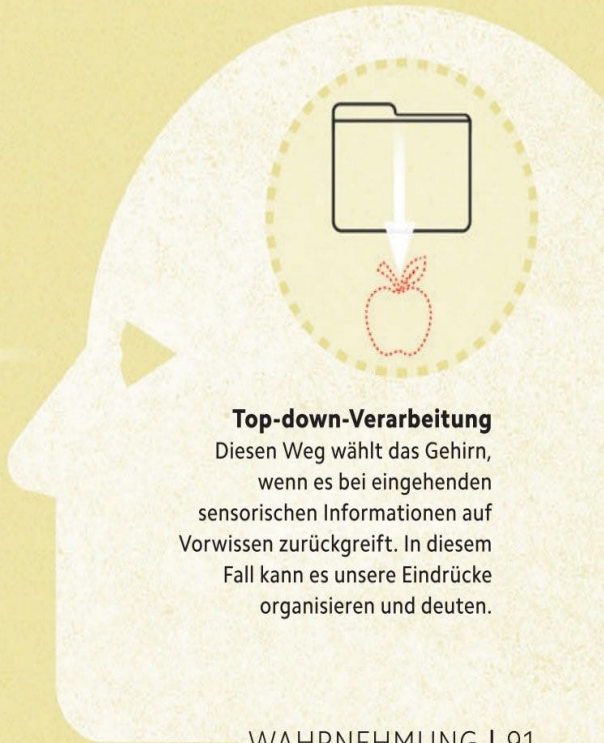 Top-down-Verarbeitung
Diesen Weg wählt das Gehirn,
wenn es bei eingehenden
sensorischen Informationen auf
Vorwissen zurückgreift. In diesem
Fall kann es unsere Eindrücke
organisieren und deuten.
WAHRNEHMUNG | 91